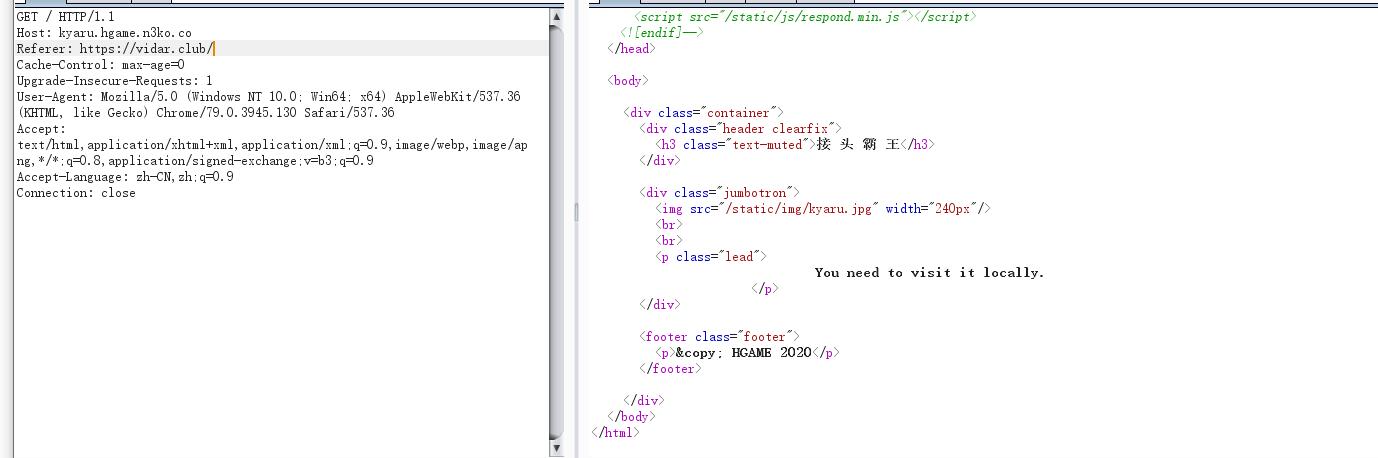 GET / HTTP/1.1
Host: kyaru.hgame.n3ko.co
Referer: https://vidar.club/
Cache-Control: max-age=0
Upgrade-Insecure-Requests: 1
User-Agent: Mozilla/5.0 (Windows NT 10.0; Win64; x64) AppleWebKit/537.36
(KHTML, like Gecko) Chrome/79.0.3945.130 Safari/537.36
Accept:
text/html,application/xhtml+xml,application/xml;q=0.9,image/webp,image/ap
ng,*/*;q=0.8,application/signed-exchange;v=b3;q=0.9
Accept-Language: zh-CN,zh;q=0.9
Connection: close
<script src="/static/js/respond.min.js"></script>
<![endif]-->
</head>
<body>
<div class="container">
<div class="header clearfix">
<h3 class="text-muted">接 头 霸 王</h3>
</div>
<div class="jumbotron">
<img src="/static/img/kyaru.jpg" width="240px"/>
<br>
<br>
<p class="lead">
You need to visit it locally.
</p>
</div>
<footer class="footer">
<p>&copy; HGAME 2020</p>
</footer>
</div>
</body>
</html>